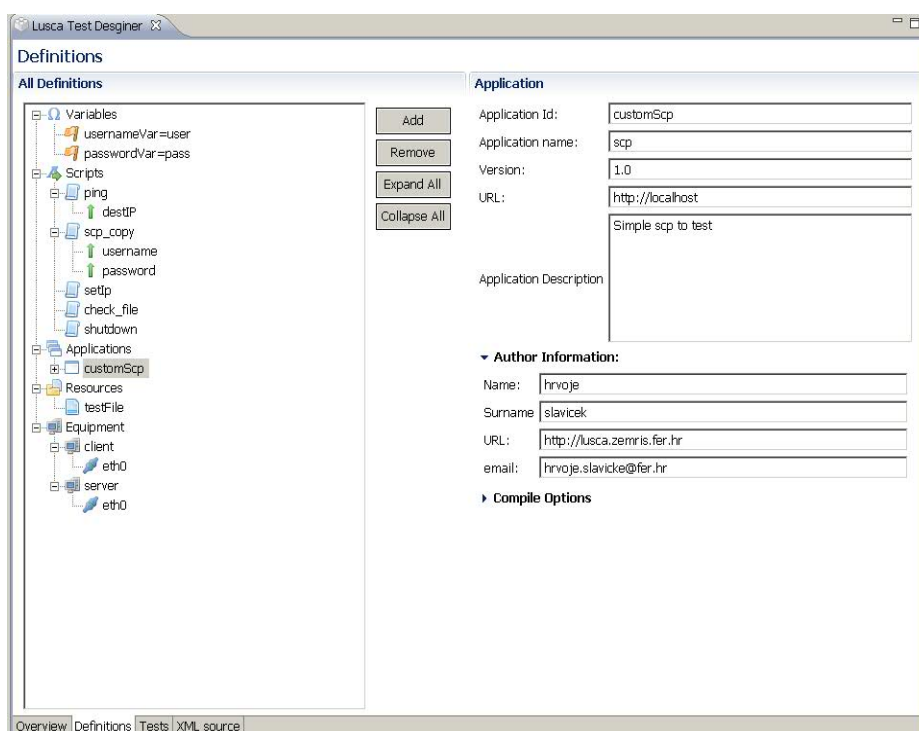 Lusca Test Desginer
Definitions
All Definitions
Variables
usernameVar=user
passwordVar=pass
Scripts
ping
destIP
scp_copy
username
password
setIp
check_file
shutdown
Applications
customScp
Resources
testFile
Equipment
client
eth0
server
eth0
Add
Remove
Expand All
Collapse All
Application
Application Id: customScp
Application name: scp
Version: 1.0
URL: http://localhost
Application Description Simple scp to test
Author Information:
Name: hrvoje
Surname slavicek
URL: http://lusca.zemris.fer.hr
email: hrvoje.slavicke@fer.hr
Compile Options
Overview Definitions Tests XML source